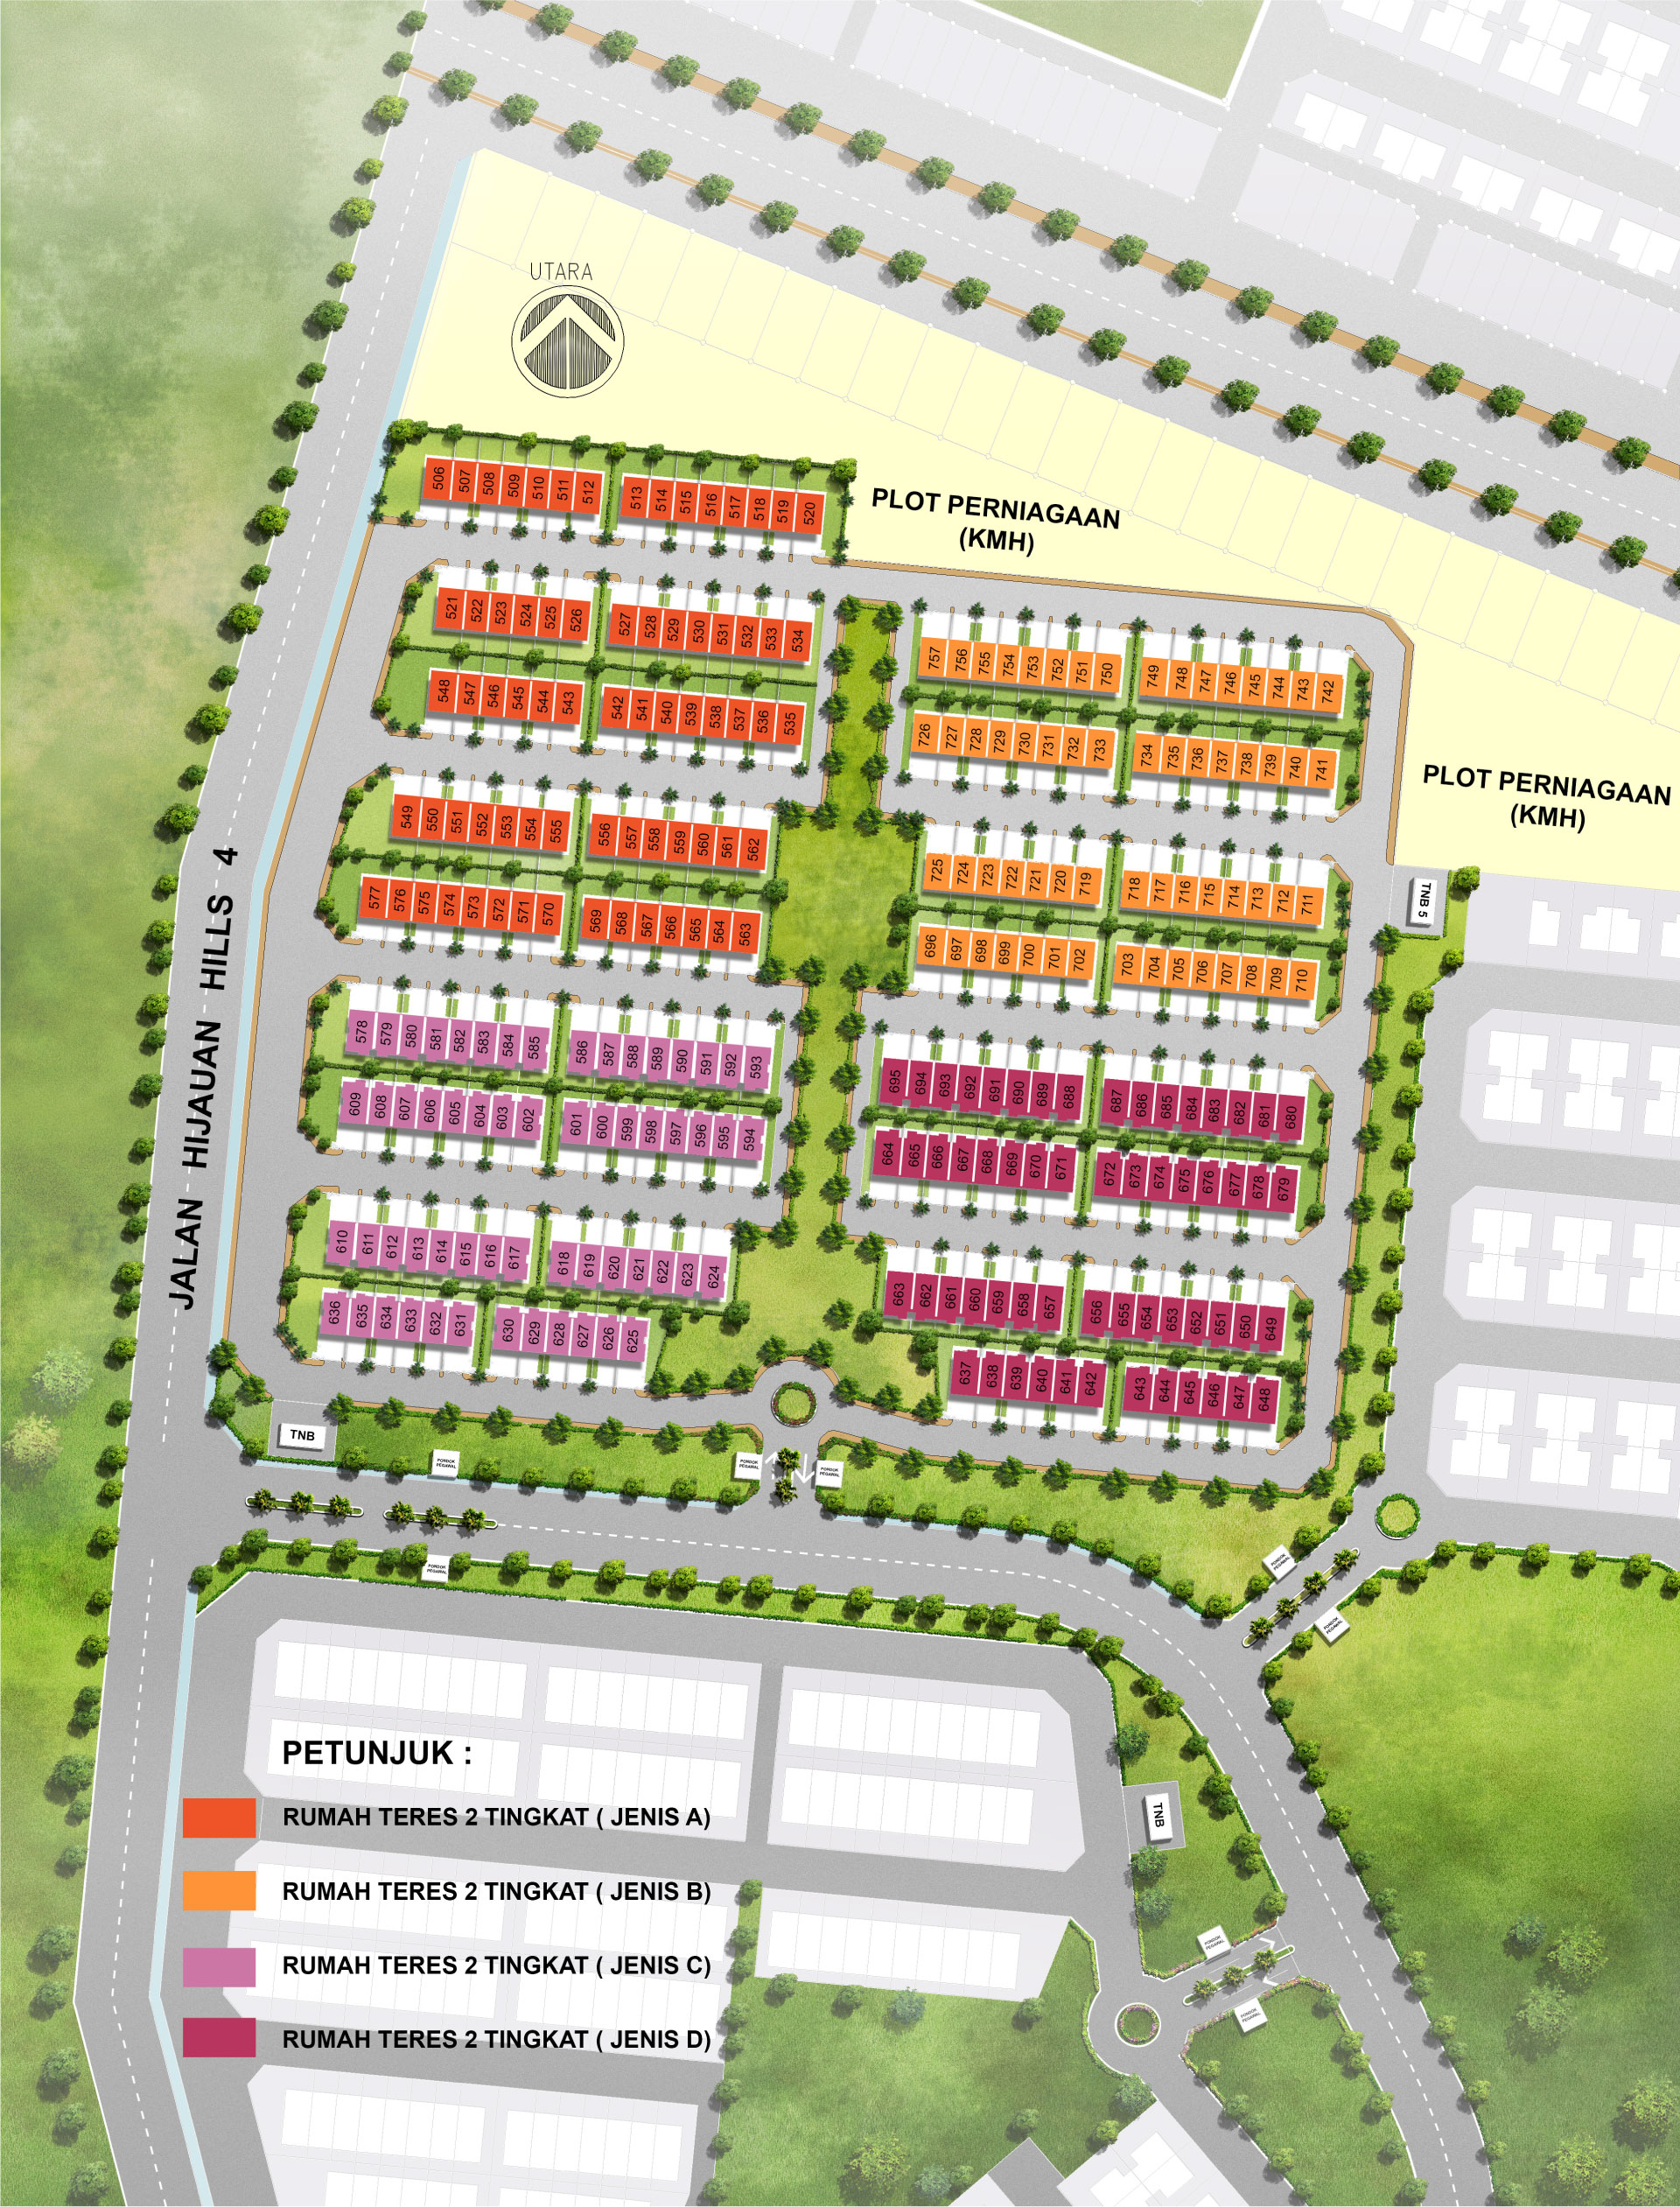 UTARA
506 507 508 509 510 511 512
513 514 515 516 517 518 519 520
PLOT PERNIAGAAN
(KMH)
521 522 523 524 525 526
527 528 529 530 531 532 533 534
757 756 755 754 753 752 751 750
749 748 747 746 745 744 743 742
548 547 546 545 544 543
542 541 540 539 538 537 536 535
726 727 728 729 730 731 732 733
734 735 736 737 738 739 740 741
PLOT PERNIAGAAN
(KMH)
549 550 551 552 553 554 555
556 557 558 559 560 561 562
725 724 723 722 721 720 719
718 717 716 715 714 713 712 711
TNB 5
577 576 575 574 573 572 571 570
569 568 567 566 565 564 563
696 697 698 699 700 701 702
703 704 705 706 707 708 709 710
JALAN HIJAUAN HILLS 4
578 579 580 581 582 583 584 585
586 587 588 589 590 591 592 593
695 694 693 692 691 690 689 688
687 686 685 684 683 682 681 680
609 608 607 606 605 604 603 602
601 600 599 598 597 596 595 594
664 665 666 667 668 669 670 671
672 673 674 675 676 677 678 679
610 611 612 613 614 615 616 617
618 619 620 621 622 623 624
663 662 661 660 659 658 657
656 655 654 653 652 651 650 649
636 635 634 633 632 631
630 629 628 627 626 625
637 638 639 640 641 642
643 644 645 646 647 648
TNB
PONDOK
PEGAWAL
PONDOK
PEGAWAL
PONDOK
PEGAWAL
PONDOK
PEGAWAL
PONDOK
PEGAWAL
PONDOK
PEGAWAL
PETUNJUK :
TNB
RUMAH TERES 2 TINGKAT ( JENIS A)
RUMAH TERES 2 TINGKAT ( JENIS B)
PONDOK
PEGAWAL
RUMAH TERES 2 TINGKAT ( JENIS C)
PONDOK
PEGAWAL
RUMAH TERES 2 TINGKAT ( JENIS D)